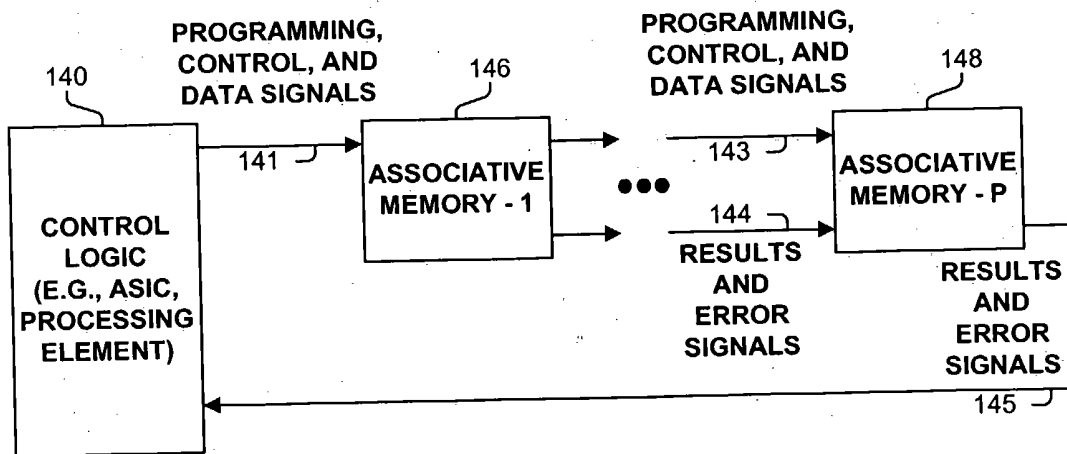 PROGRAMMING,
CONTROL, AND
DATA SIGNALS
PROGRAMMING,
CONTROL, AND
DATA SIGNALS
140
146
148
141
143
ASSOCIATIVE
MEMORY - 1
ASSOCIATIVE
MEMORY - P
144
CONTROL
LOGIC
(E.G., ASIC,
PROCESSING
ELEMENT)
RESULTS
AND
ERROR
SIGNALS
RESULTS
AND
ERROR
SIGNALS
145